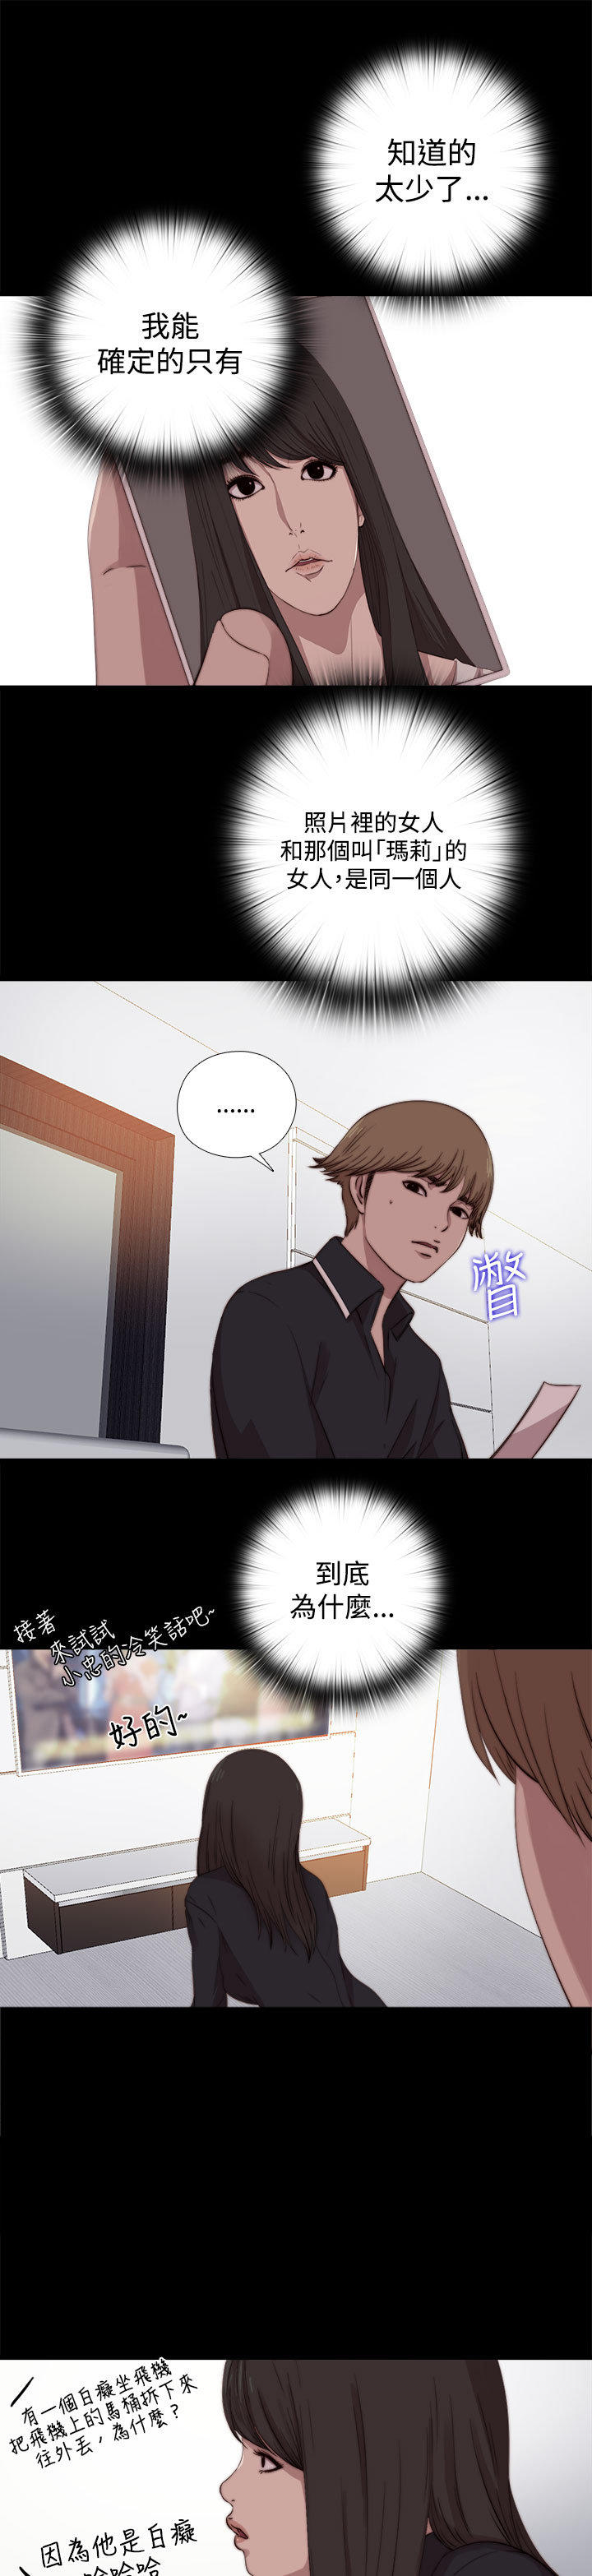 知道的
太少了...
我能
確定的只有
照片裡的女人
和那個叫「瑪莉」的
女人，是同一個人
......
瞥
到底
為什麼...
接著
來試試
小忠的冷笑話吧~
好的~
有一個白癡坐飛機
把飛機上的馬桶拆下來
往外丟，為什麼？
因為他是白癡
哈哈哈